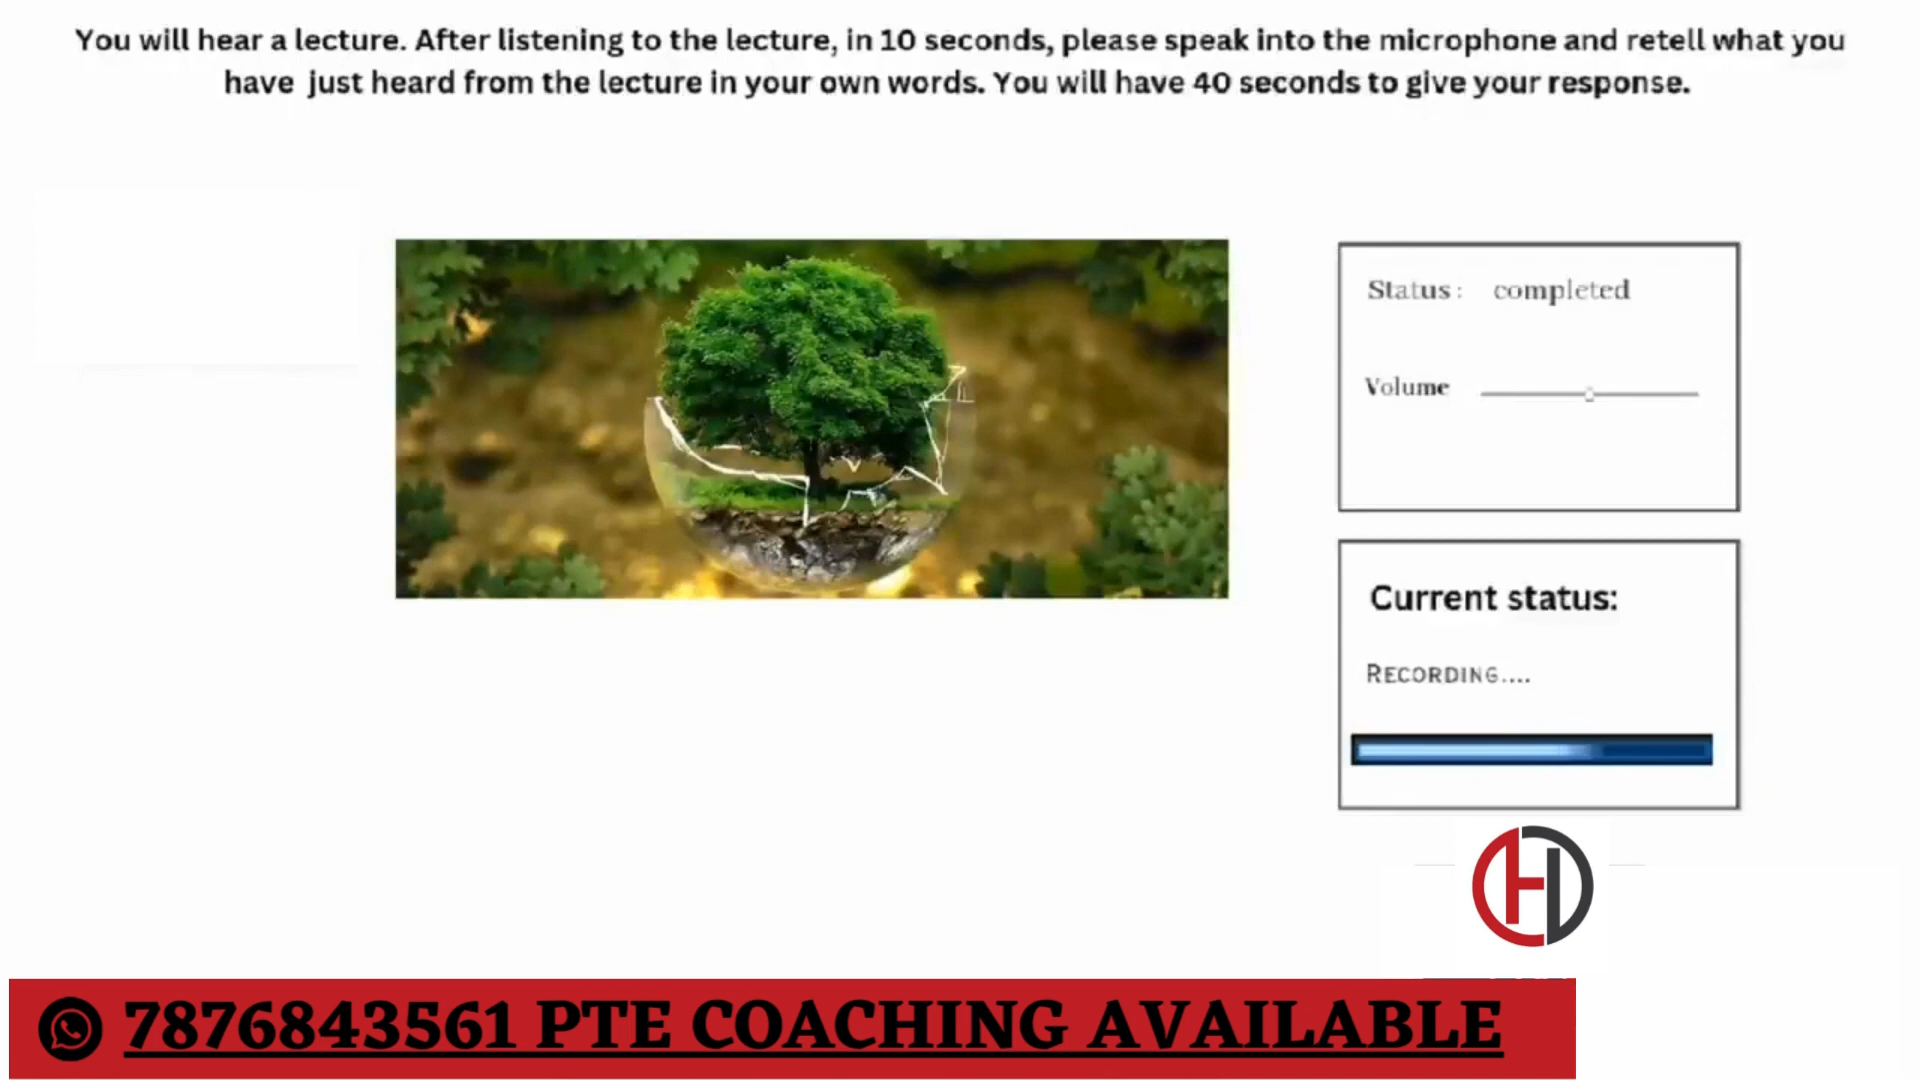 You will hear a lecture. After listening to the lecture, in 10 seconds, please speak into the microphone and retell what you
have just heard from the lecture in your own words. You will have 40 seconds to give your response.
Status: completed
Volume
Current status:
RECORDING....
7876843561 PTE COACHING AVAILABLE